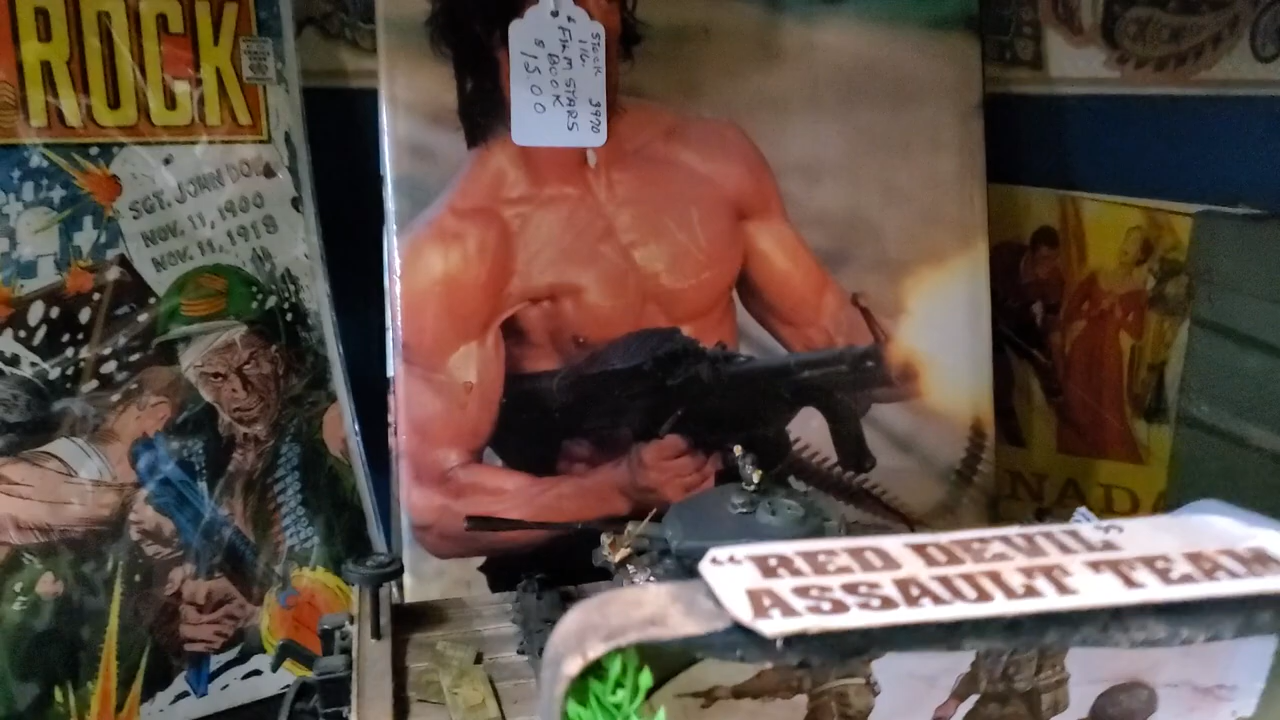 ROCK
SGT. JOHN DOE
NOV. 11, 1900
NOV. 11, 1918
STOCK 3970
116.
"FILM STARS
BOOK
$15.00
NADA
"RED DEVIL"
ASSAULT TEAM